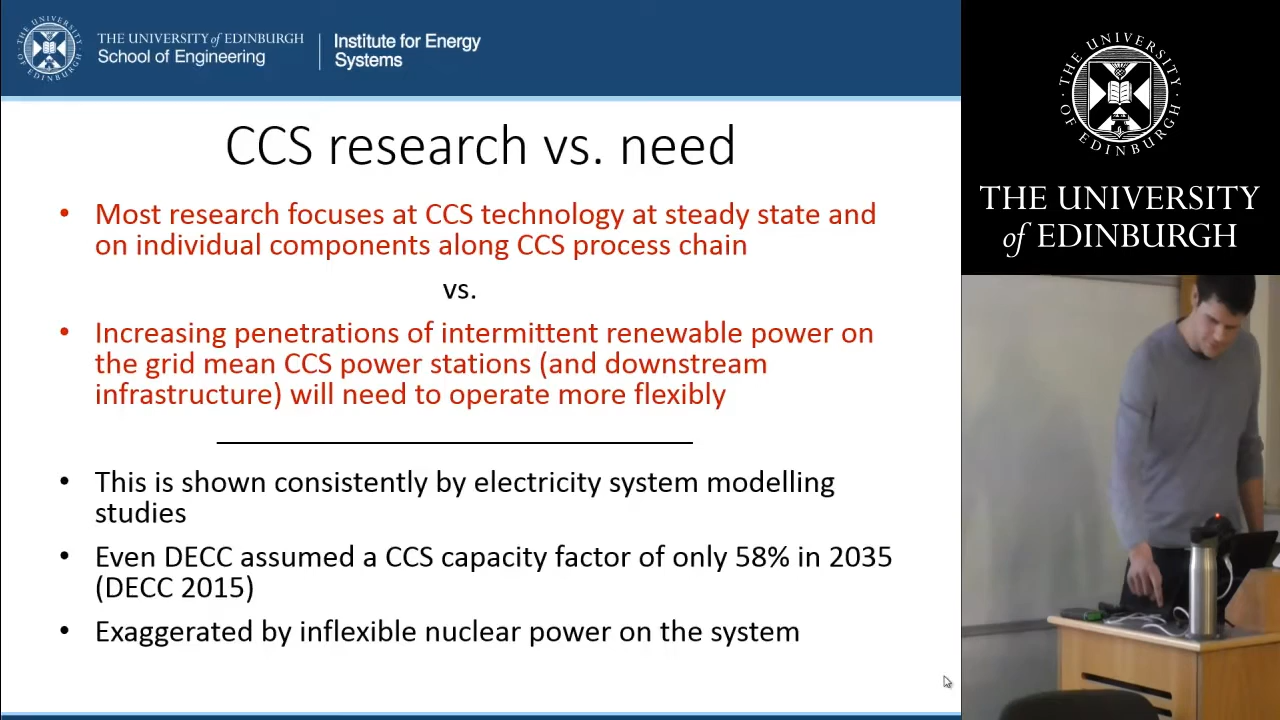 THE UNIVERSITY of EDINBURGH
School of Engineering
Institute for Energy
Systems
CCS research vs. need
• Most research focuses at CCS technology at steady state and
on individual components along CCS process chain
vs.
• Increasing penetrations of intermittent renewable power on
the grid mean CCS power stations (and downstream
infrastructure) will need to operate more flexibly
• This is shown consistently by electricity system modelling
studies
• Even DECC assumed a CCS capacity factor of only 58% in 2035
(DECC 2015)
• Exaggerated by inflexible nuclear power on the system
THE UNIVERSITY OF EDINBURGH
THE UNIVERSITY
of EDINBURGH